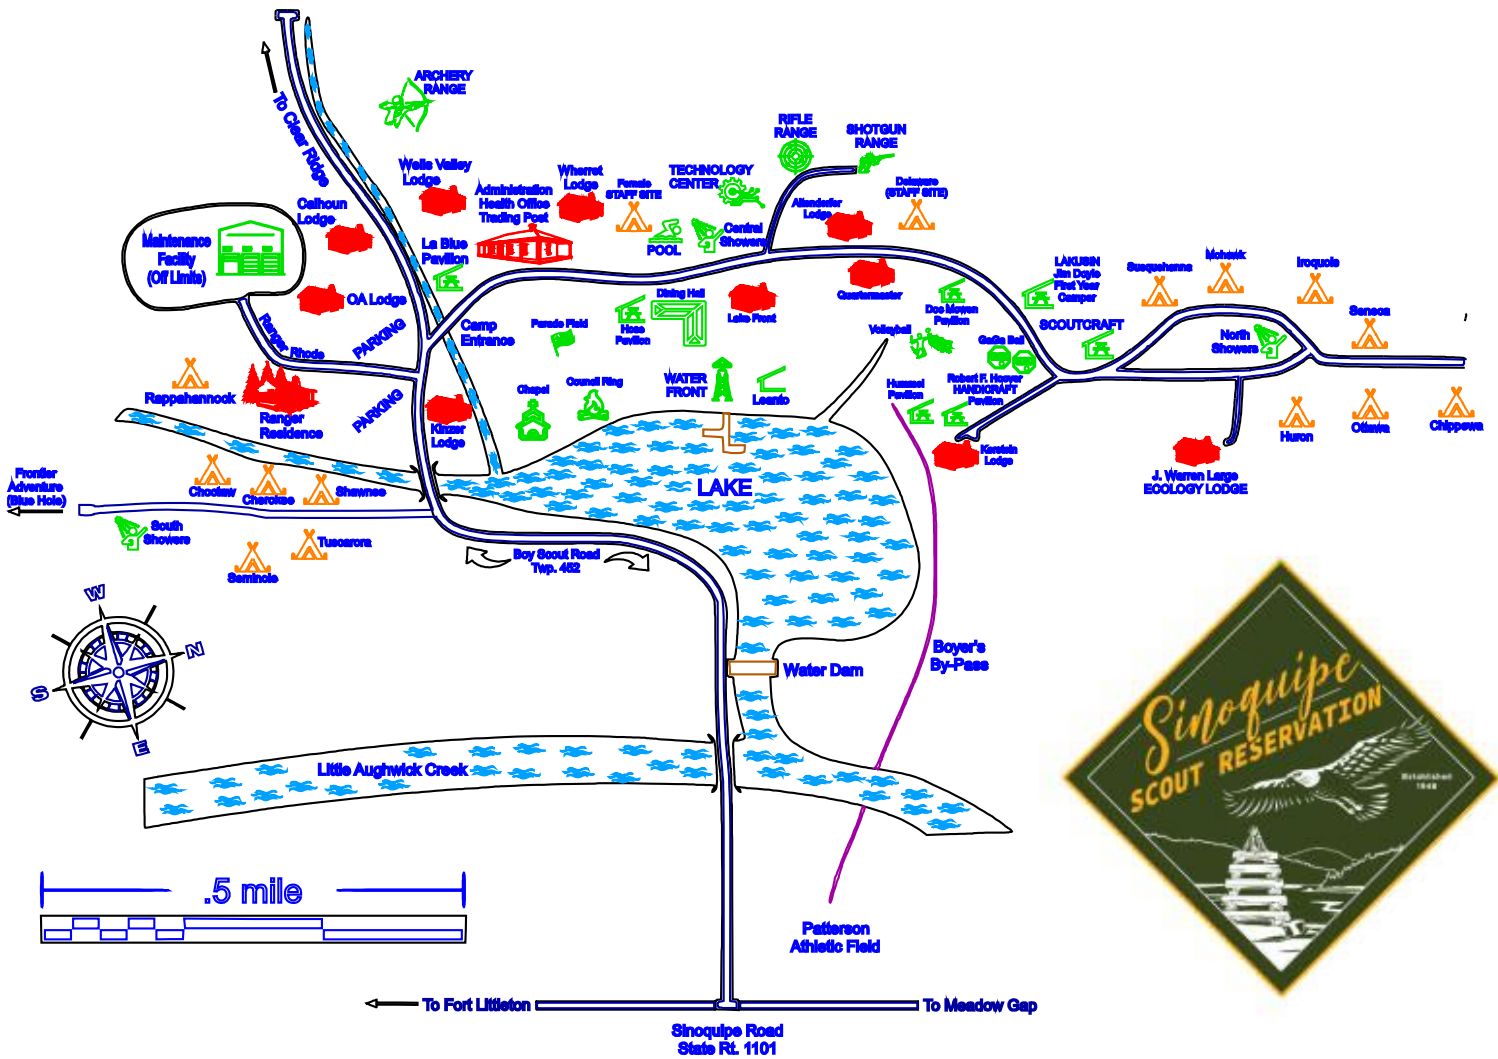 ARCHERY
RANGE
To Clear Ridge
RIFLE
RANGE
SHOTGUN
RANGE
Wells Valley
Lodge
Wherret
Lodge
TECHNOLOGY
CENTER
Administration
Health Office
Trading Post
Female
STAFF SITE
Delaware
(STAFF SITE)
Calhoun
Lodge
Allenderfer
Lodge
Central
Showers
POOL
Maintenance
Facility
(Off Limits)
La Blue
Pavilion
LAKUSIN
Jim Doyle
First Year
Camper
Susquehanna
Mohawk
Iroquois
OA Lodge
Dining Hall
Quartermaster
Lake Front
Doc Mowen
Pavilion
Seneca
Ranger Rhode
PARKING
Camp
Entrance
Parade Field
Hess
Pavilion
Volleyball
GaGa Ball
SCOUTCRAFT
North
Showers
Rappahannock
Ranger
Residence
PARKING
Kinzer
Lodge
Chapel
Council Ring
WATER
FRONT
Leanto
Hummel
Pavilion
Robert F. Hoover
HANDICRAFT
Pavilion
Huron
Ottawa
Chippewa
Kerstein
Lodge
J. Warren Large
ECOLOGY LODGE
Frontier
Adventure
(Blue Hole)
Choctaw
Cherokee
Shawnee
LAKE
South
Showers
Tuscarora
Seminole
Boy Scout Road
Twp. 452
W
N
S
E
Boyer's
By-Pass
Water Dam
Sinoquipe
SCOUT RESERVATION
Established
1948
Little Aughwick Creek
.5 mile
Patterson
Athletic Field
To Fort Littleton
To Meadow Gap
Sinoquipe Road
State Rt. 1101